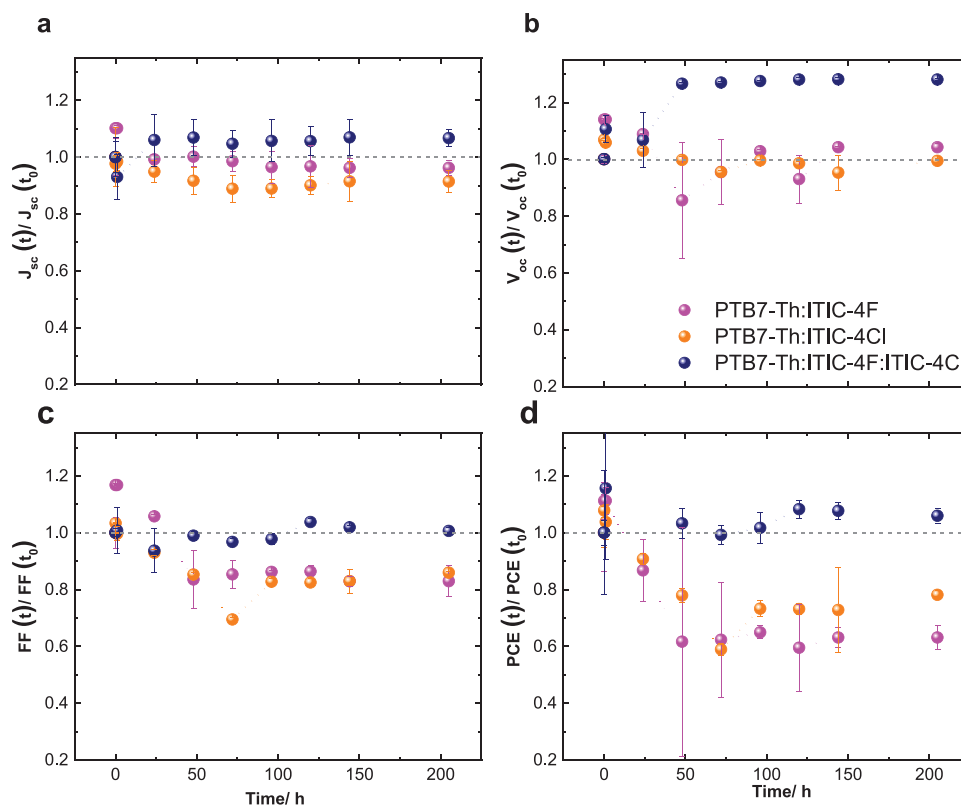 a
b
1.2
1.0
0.8
0.6
0.4
0.2
J_sc (t)/ J_sc (t_0)
1.2
1.0
0.8
0.6
0.4
0.2
V_oc (t)/ V_oc (t_0)
PTB7-Th:ITIC-4F
PTB7-Th:ITIC-4Cl
PTB7-Th:ITIC-4F:ITIC-4C
c
d
1.2
1.0
0.8
0.6
0.4
0.2
FF (t)/ FF (t_0)
0 50 100 150 200
Time/ h
1.2
1.0
0.8
0.6
0.4
0.2
PCE (t)/ PCE (t_0)
0 50 100 150 200
Time/ h